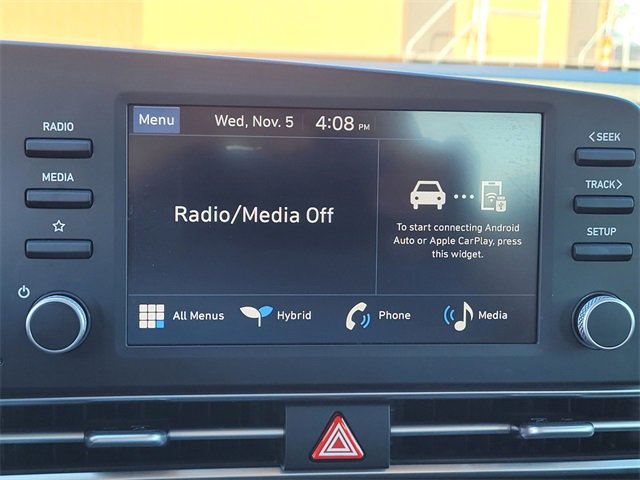 RADIO
MEDIA
Menu
Wed, Nov. 5
4:08 PM
Radio/Media Off
To start connecting Android
Auto or Apple CarPlay, press
this widget.
All Menus
Hybrid
Phone
Media
<SEEK
TRACK>
SETUP